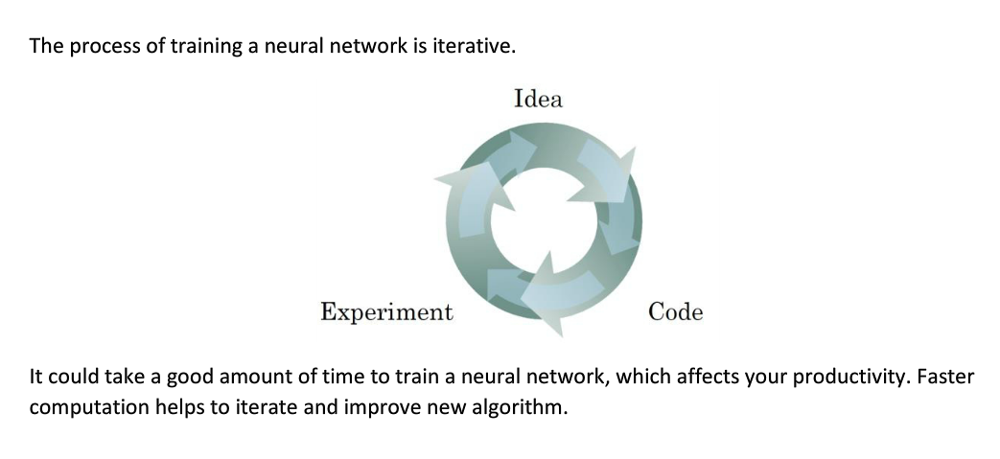 The process of training a neural network is iterative.
Idea
Experiment
Code
It could take a good amount of time to train a neural network, which affects your productivity. Faster
computation helps to iterate and improve new algorithm.